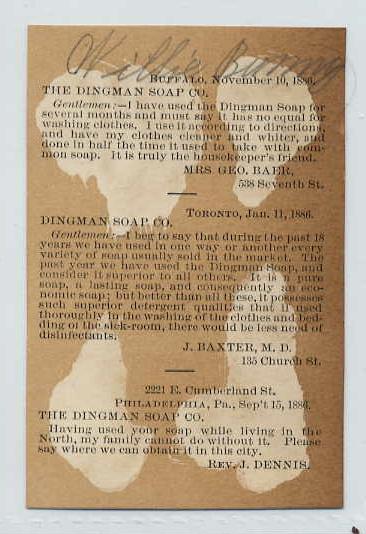 Willie
BUFFALO, November 10, 1886.
THE DINGMAN SOAP CO.
Gentlemen:—I have used the Dingman Soap for
several months and must say it has no equal for
washing clothes. I use it according to directions,
and have my clothes cleaner and whiter, and
done in half the time it used to take with com-
mon soap. It is truly the housekeeper's friend.
MRS GEO. BAER,
538 Seventh St.
TORONTO, Jan. 11, 1886.
DINGMAN SOAP CO.
Gentlemen:—I beg to say that during the past 18
years we have used in one way or another every
variety of soap usually sold in the market. The
past year we have used the Dingman Soap, and
consider it superior to all others. It is a pure
soap, a lasting soap, and consequently an eco-
nomic soap; but better than all these, it possesses
such superior detergent qualities that if used
thoroughly in the washing of the clothes and bed-
ding of the sick-room, there would be less need of
disinfectants.
J. BAXTER, M. D.
135 Church St.
2221 E. Cumberland St.
PHILADELPHIA, Pa., Sep't 15, 1886.
THE DINGMAN SOAP CO.
Having used your soap while living in the
North, my family cannot do without it. Please
say where we can obtain it in this city.
REV. J. DENNIS.